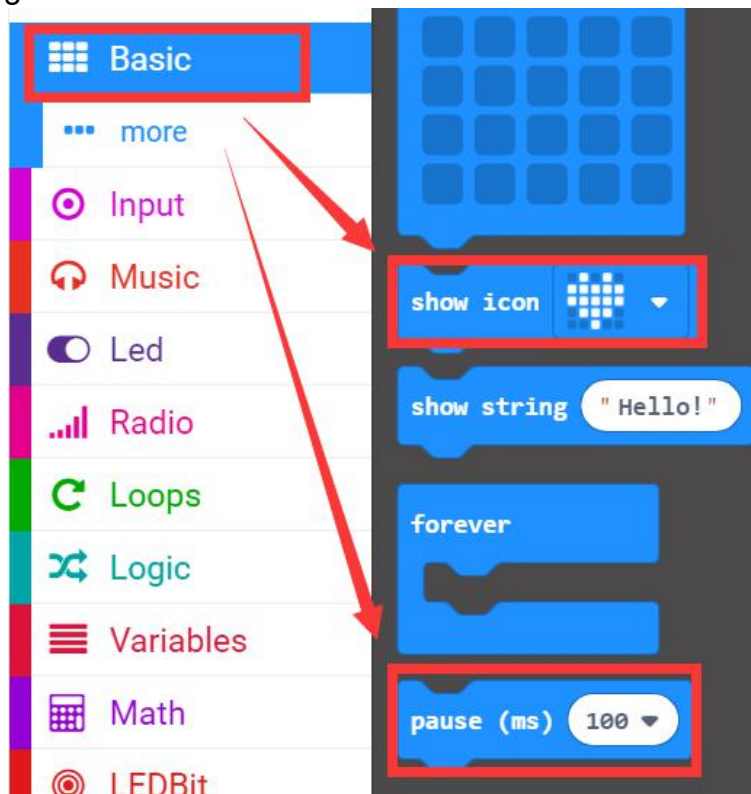 Basic
more
Input
Music
Led
Radio
Loops
Logic
Variables
Math
LEDBit
show icon
show string "Hello!"
forever
pause (ms) 100